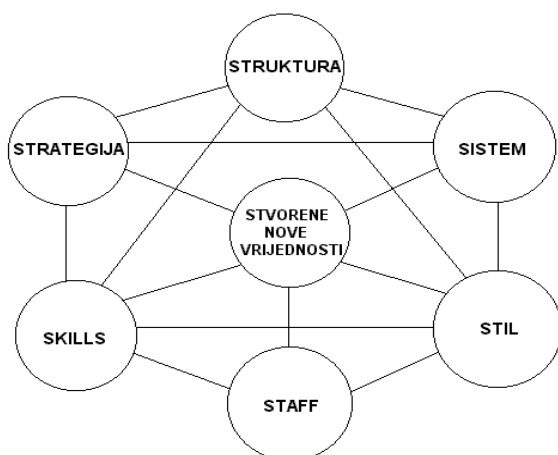 STRUKTURA
STRATEGIJA
SISTEM
STVORENE
NOVE
VRIJEDNOSTI
SKILLS
STIL
STAFF